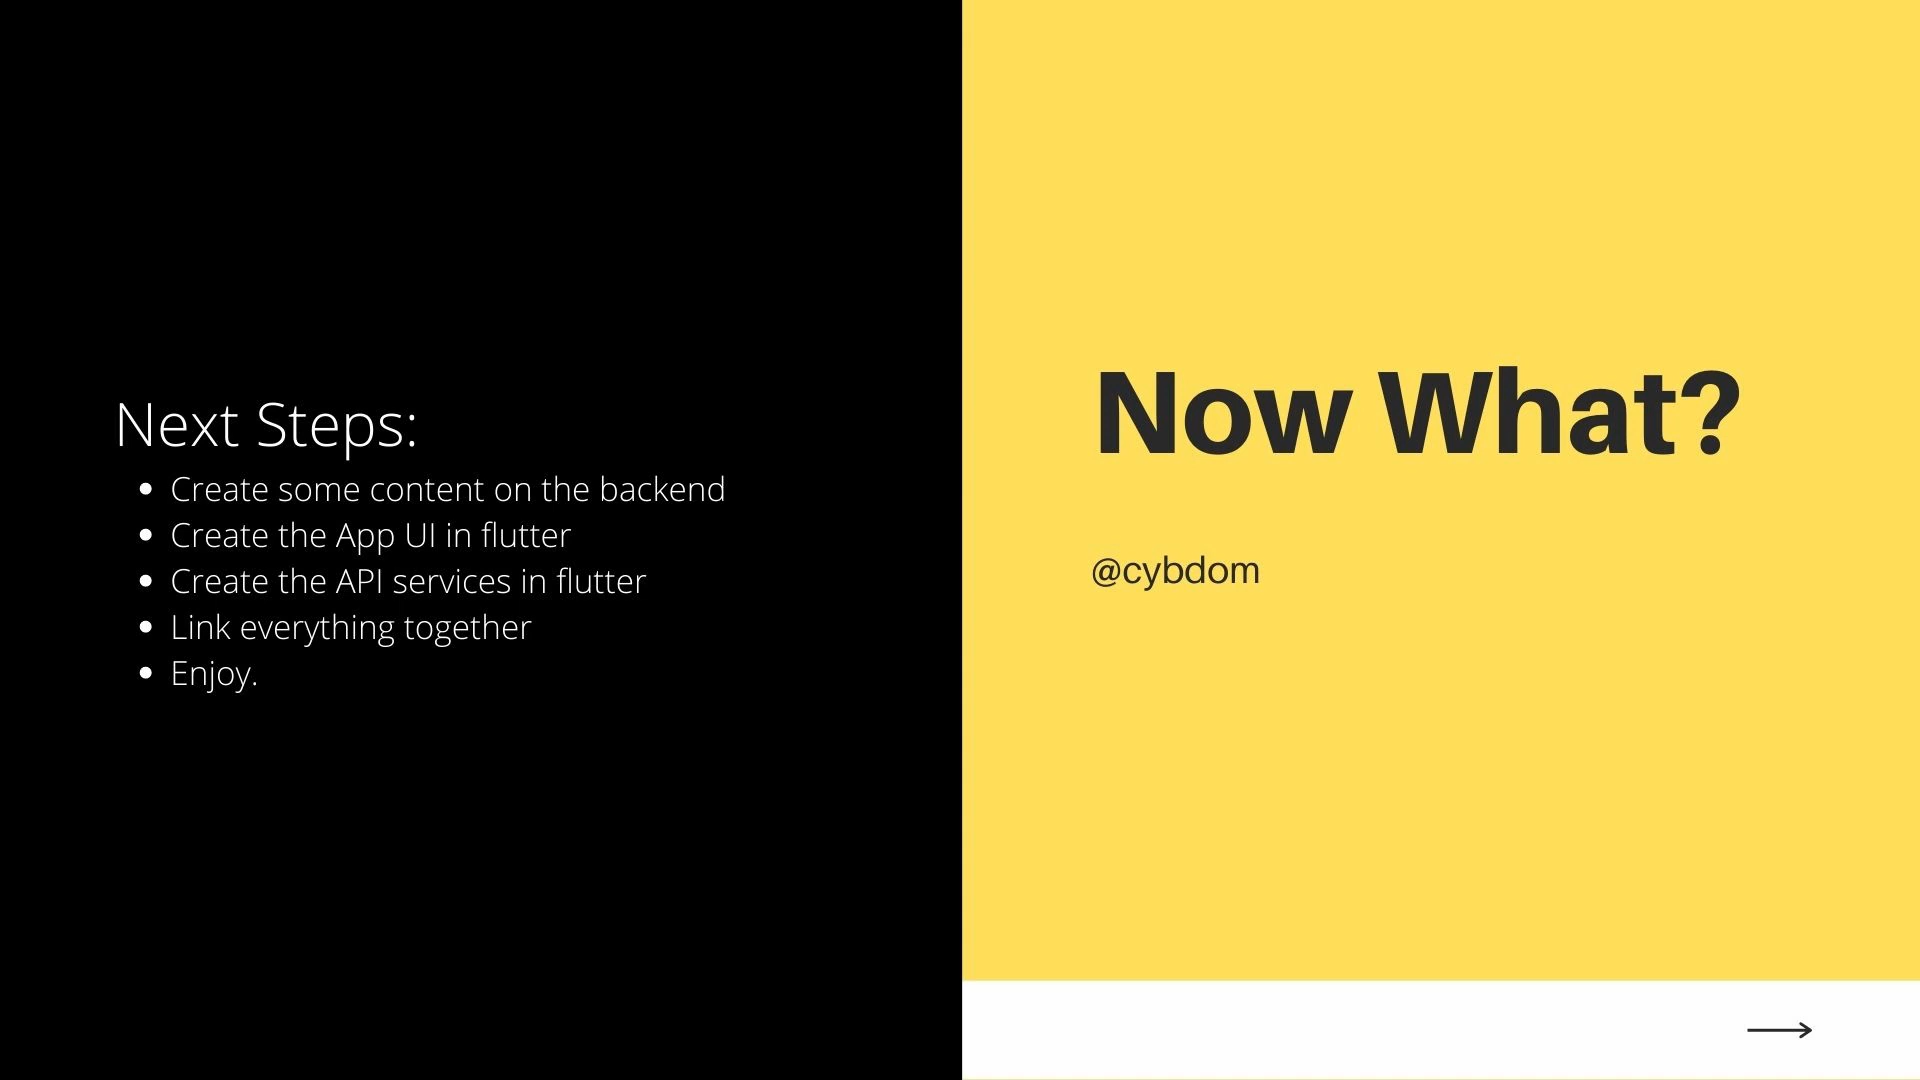 Next Steps:
Create some content on the backend
Create the App UI in flutter
Create the API services in flutter
Link everything together
Enjoy.
Now What?
@cybdom